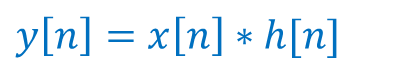 y[n] = x[n] * h[n]